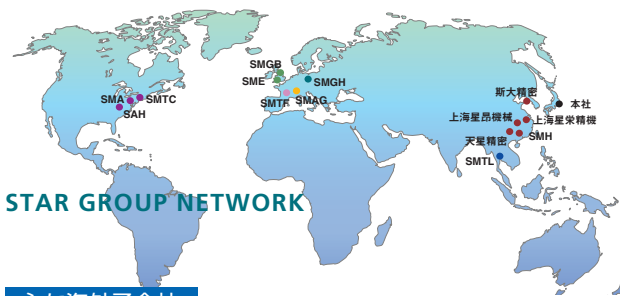 SMGB
SME
SMGH
SMA
SMTC
SMTF
SMAG
SAH
斯大精密
本社
上海星昂機械
上海星栄精機
天星精密
SMH
SMTL
STAR GROUP NETWORK